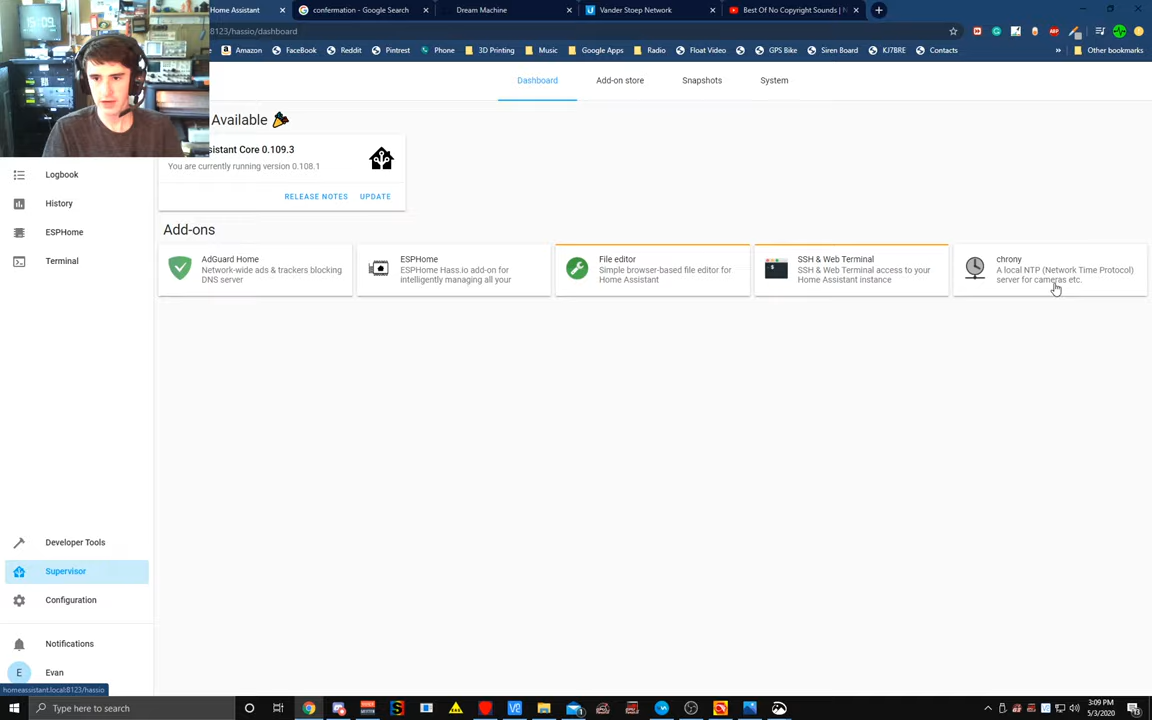 15:09
Home Assistant
confermation - Google Search
Dream Machine
Vander Stoep Network
Best Of No Copyright Sounds | N
8123/hassio/dashboard
Amazon
FaceBook
Reddit
Pintrest
Phone
3D Printing
Music
Google Apps
Radio
Float Video
GPS Bike
Siren Board
KJ7BRE
Contacts
Other bookmarks
Dashboard
Add-on store
Snapshots
System
Available
sistant Core 0.109.3
You are currently running version 0.108.1
RELEASE NOTES
UPDATE
Logbook
History
ESPHome
Terminal
Add-ons
AdGuard Home
Network-wide ads & trackers blocking
DNS server
ESPHome
ESPHome Hass.io add-on for
intelligently managing all your
File editor
Simple browser-based file editor for
Home Assistant
SSH & Web Terminal
SSH & Web Terminal access to your
Home Assistant instance
chrony
A local NTP (Network Time Protocol)
server for cameras etc.
Developer Tools
Supervisor
Configuration
Notifications
E
Evan
homeassistant.local:8123/hassio
Type here to search
3:09 PM
5/3/2020